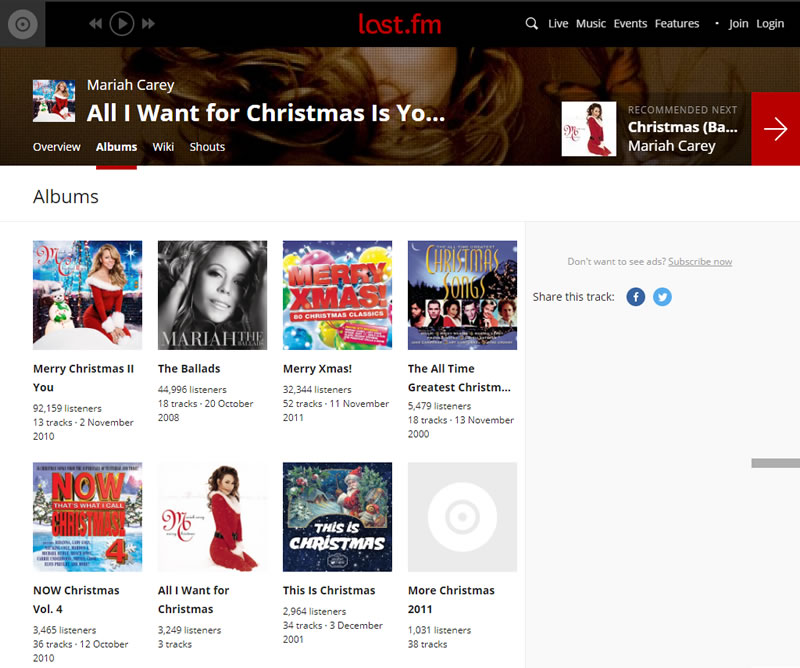 last.fm
Live Music Events Features · Join Login
Mariah Carey
All I Want for Christmas Is Yo...
RECOMMENDED NEXT
Christmas (Ba...
Mariah Carey
Overview Albums Wiki Shouts
Albums
Don't want to see ads? Subscribe now
Share this track:
MERRY
XMAS!
80 CHRISTMAS CLASSICS
MARIAH THE
BALLADS
THE ALL TIME GREATEST
CHRISTMAS
SONGS
Merry Christmas II
You
92,159 listeners
13 tracks · 2 November
2010
The Ballads
44,996 listeners
18 tracks · 20 October
2008
Merry Xmas!
32,344 listeners
52 tracks · 11 November
2011
The All Time
Greatest Christm...
5,479 listeners
18 tracks · 13 November
2000
NOW
THAT'S WHAT I CALL
CHRISTMAS!
4
THIS IS
CHRISTMAS
NOW Christmas
Vol. 4
3,465 listeners
36 tracks · 12 October
2010
All I Want for
Christmas
3,249 listeners
3 tracks
This Is Christmas
2,964 listeners
34 tracks · 3 December
2001
More Christmas
2011
1,031 listeners
38 tracks